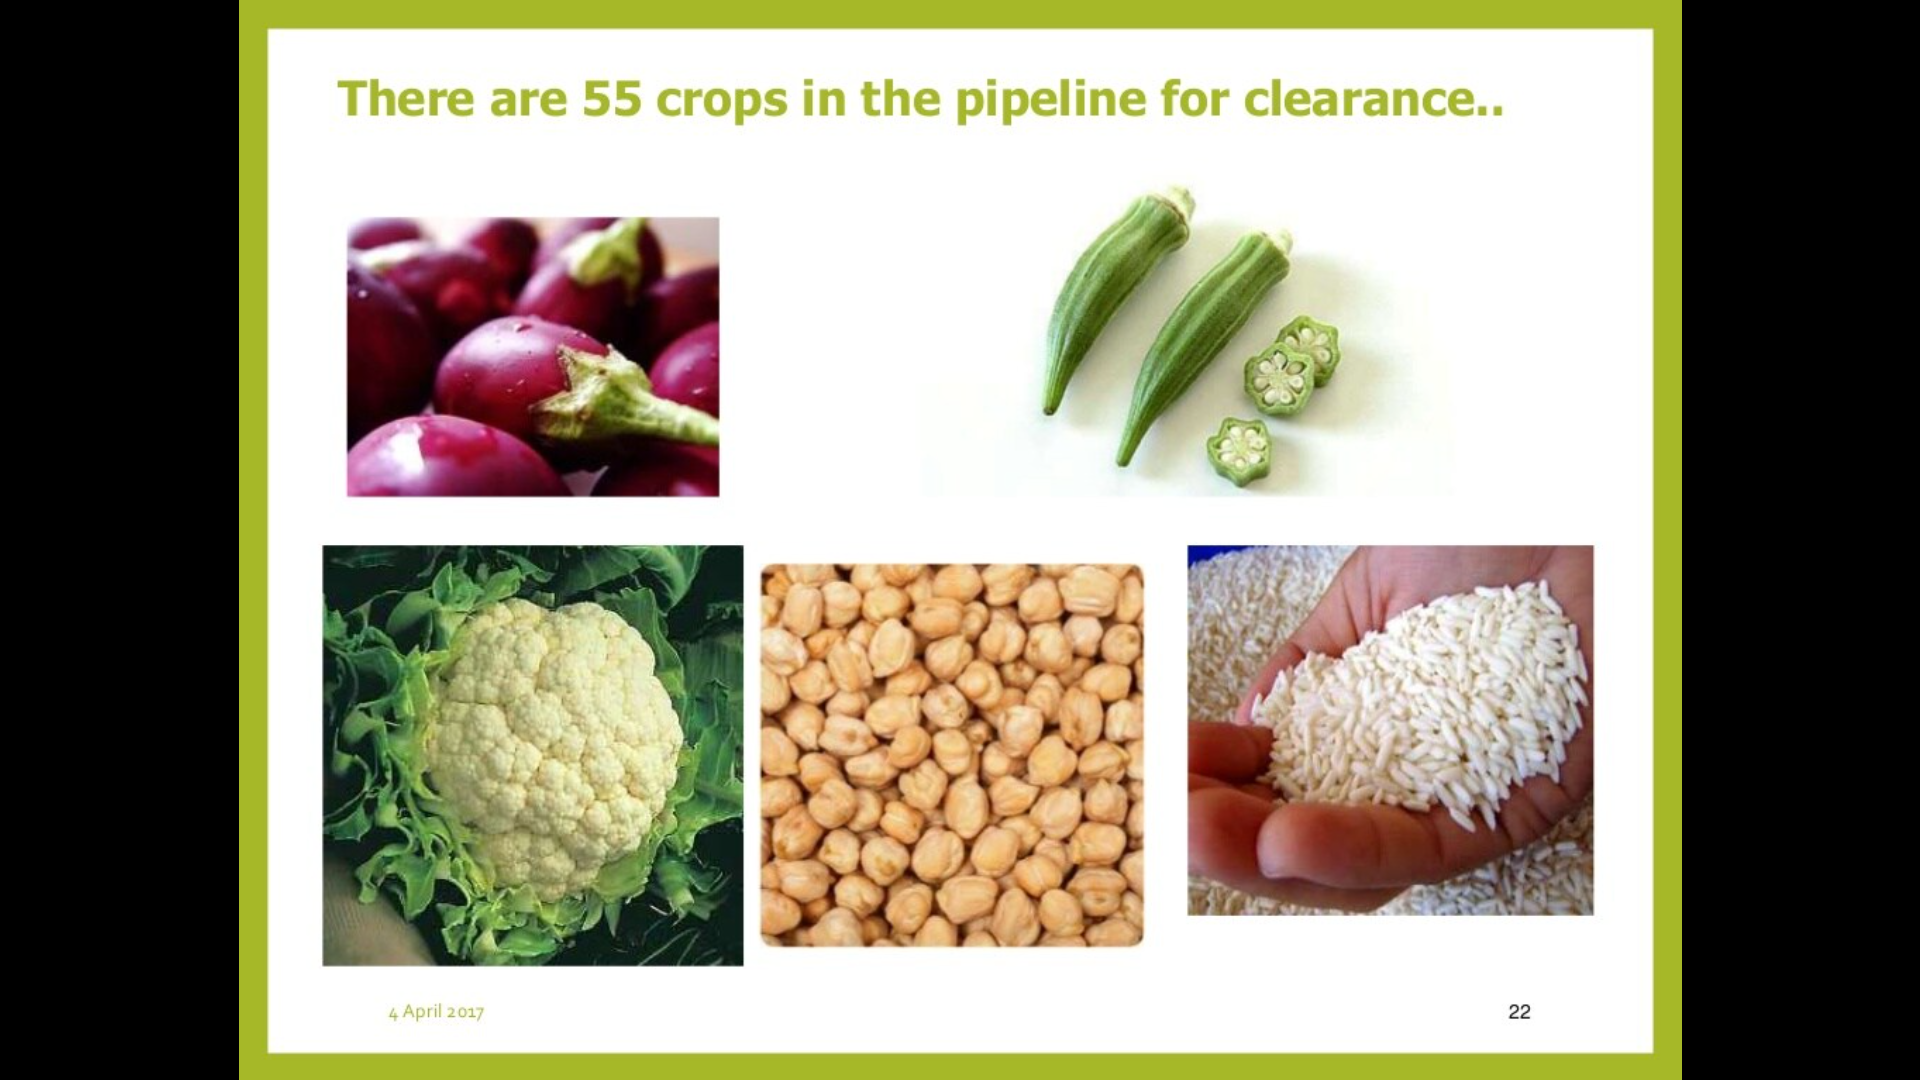 There are 55 crops in the pipeline for clearance..
4 April 2017
22